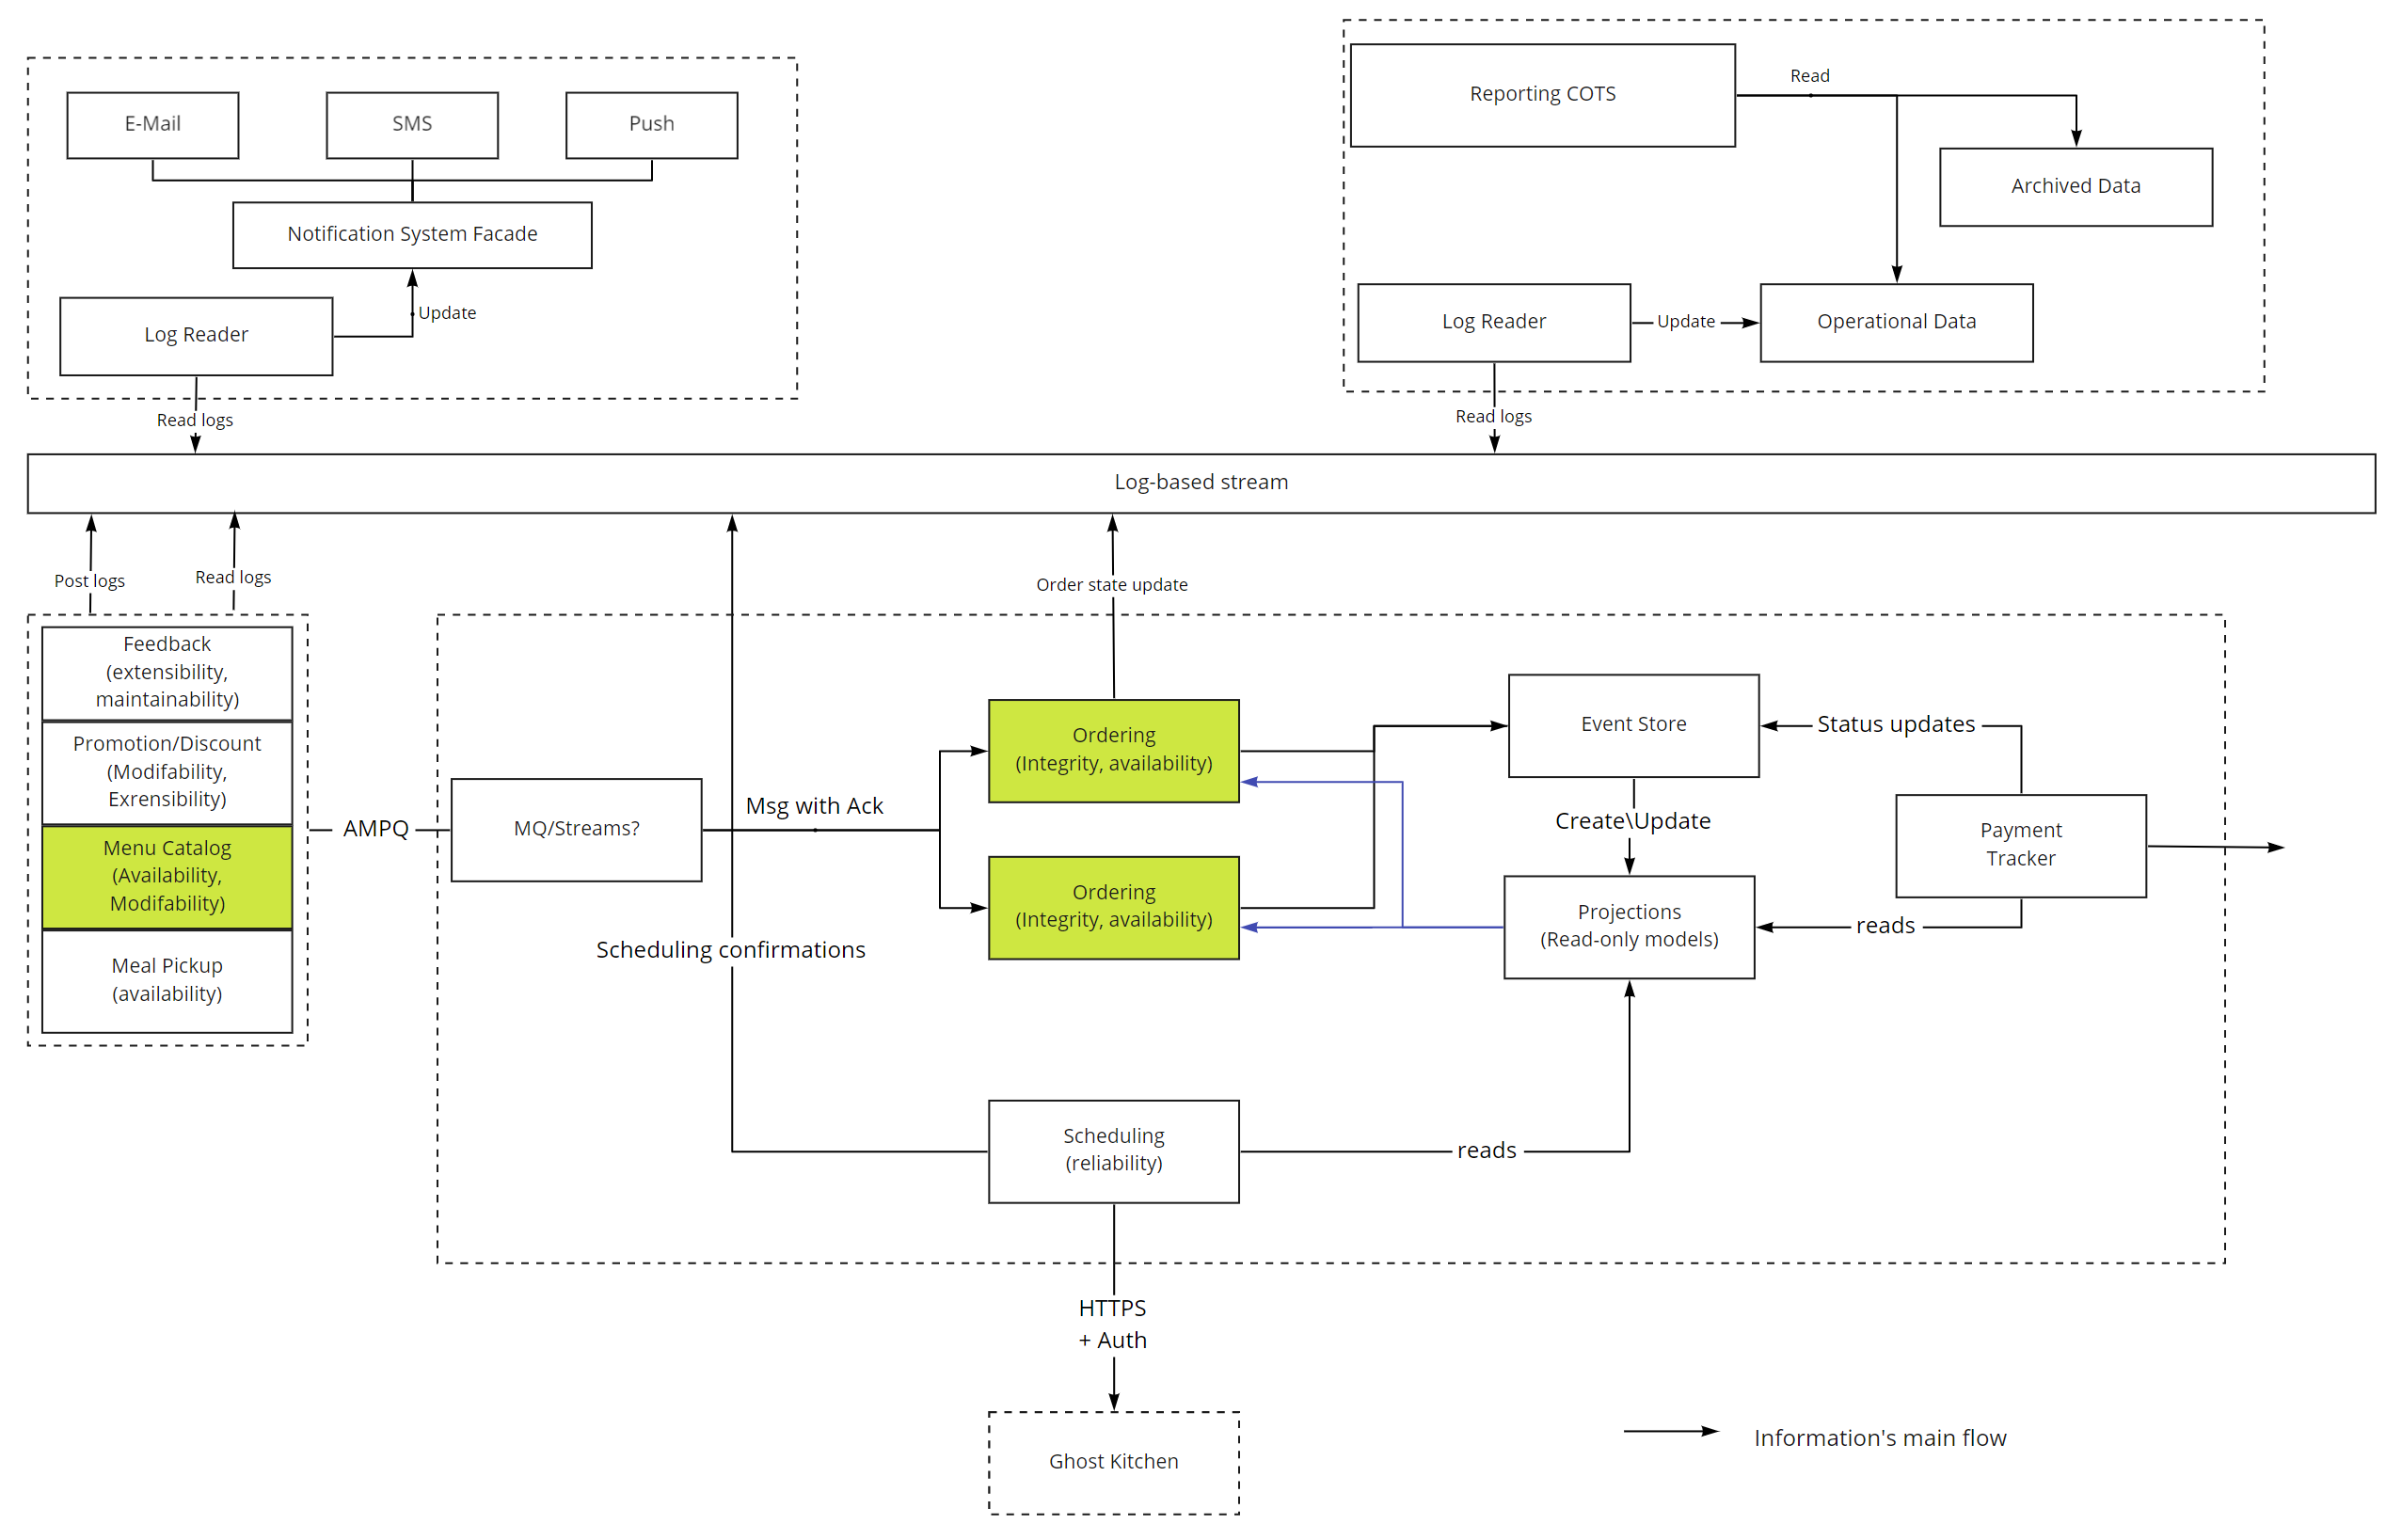 E-Mail
SMS
Push
Notification System Facade
Update
Log Reader
Read logs
Reporting COTS
Read
Archived Data
Log Reader
Update
Operational Data
Read logs
Log-based stream
Post logs
Read logs
Order state update
Feedback
(extensibility,
maintainability)
Promotion/Discount
(Modifability,
Exrensibility)
Menu Catalog
(Availability,
Modifability)
Meal Pickup
(availability)
AMPQ
MQ/Streams?
Msg with Ack
Scheduling confirmations
Ordering
(Integrity, availability)
Ordering
(Integrity, availability)
Event Store
Status updates
Create\Update
Payment
Tracker
Projections
(Read-only models)
reads
Scheduling
(reliability)
reads
HTTPS
+ Auth
Ghost Kitchen
Information's main flow